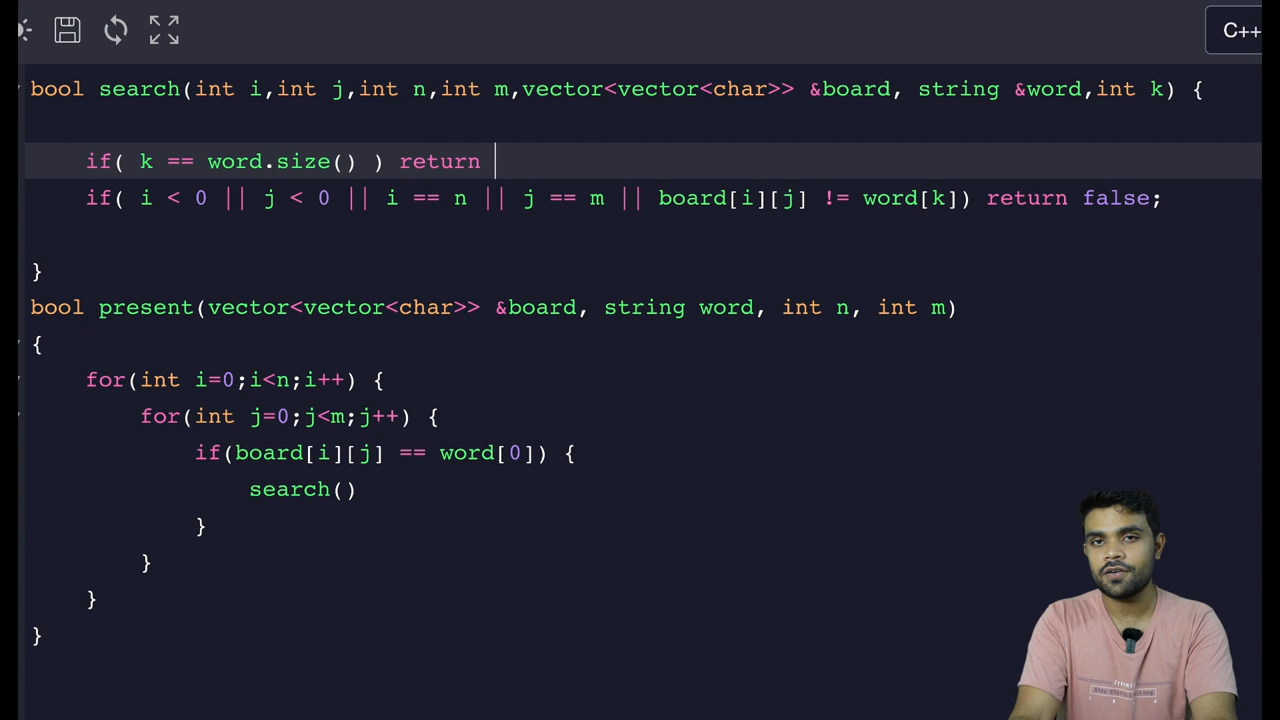 C++
bool search(int i,int j,int n,int m,vector<vector<char>> &board, string &word,int k) {
if( k == word.size() ) return
if( i < 0 || j < 0 || i == n || j == m || board[i][j] != word[k]) return false;
}
bool present(vector<vector<char>> &board, string word, int n, int m)
{
for(int i=0;i<n;i++) {
for(int j=0;j<m;j++) {
if(board[i][j] == word[0]) {
search()
}
}
}
}